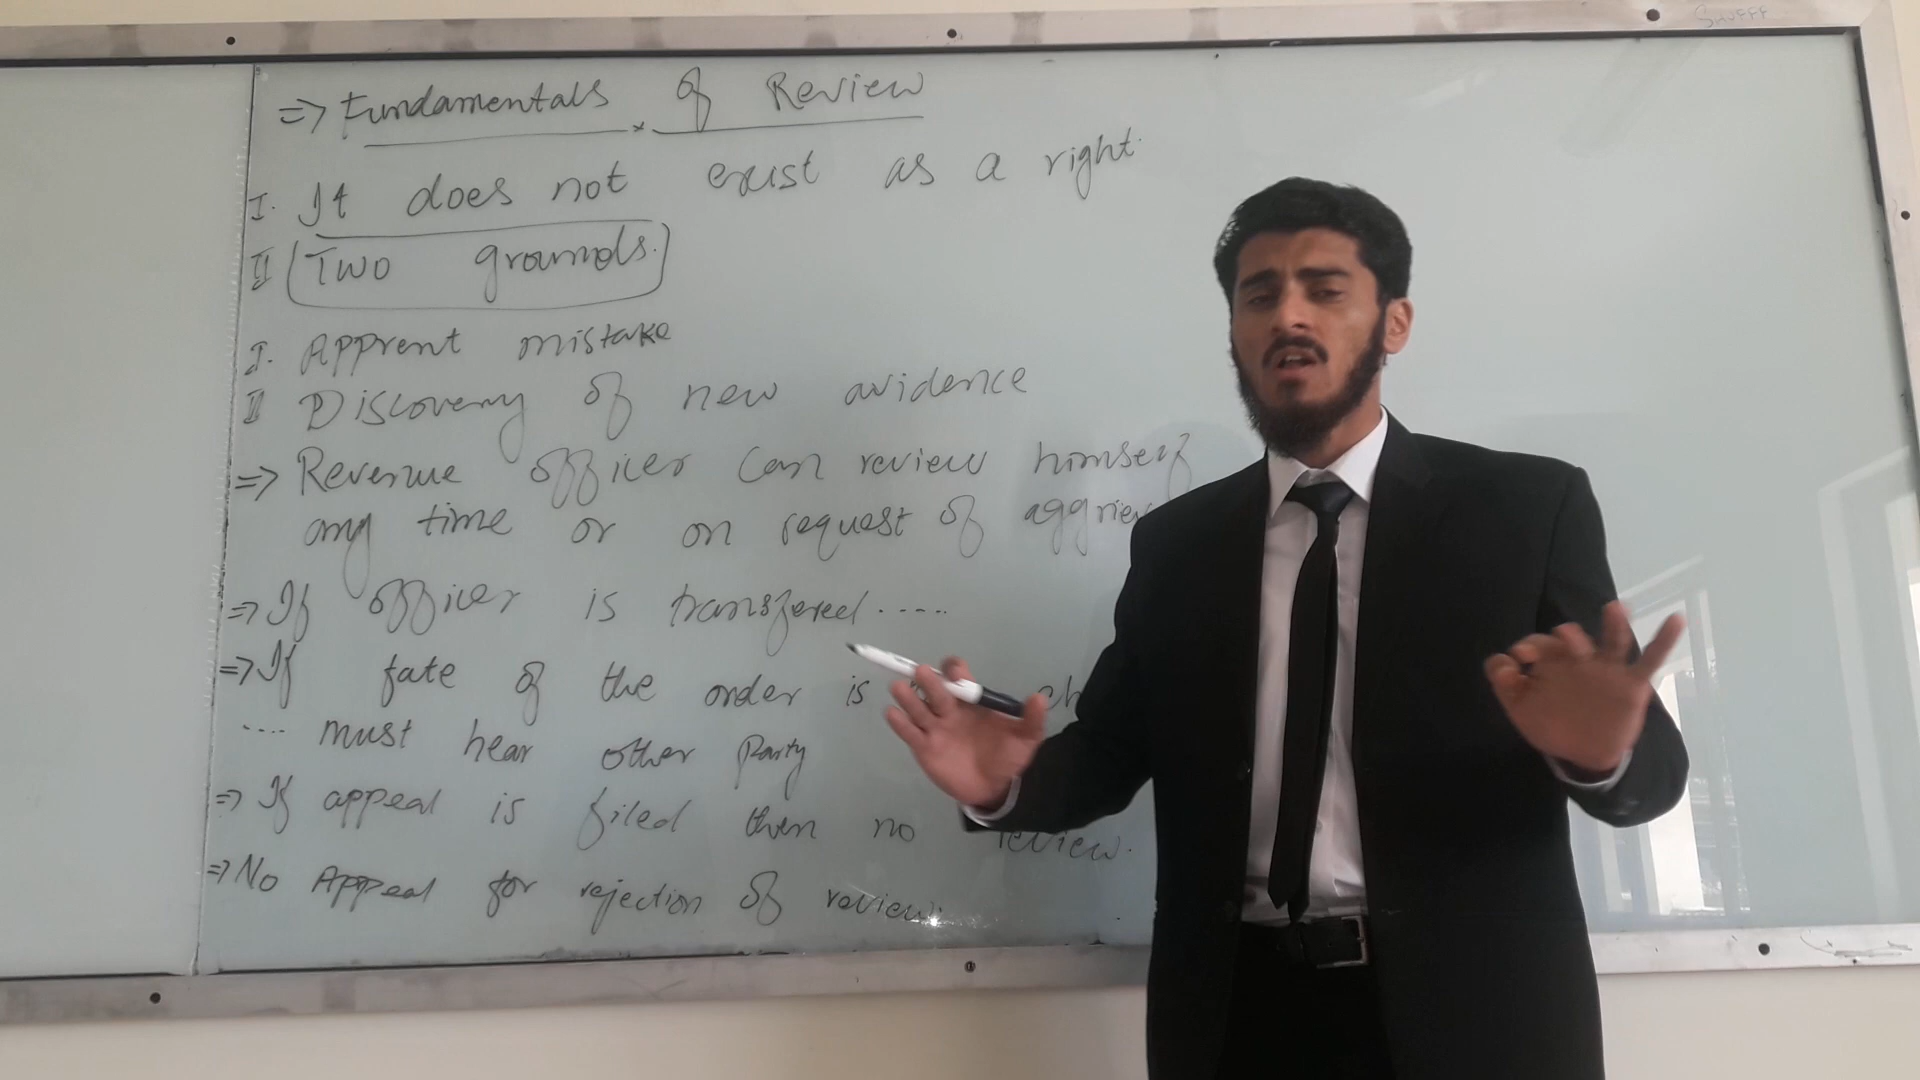 => Fundamentals of Review
I. It does not exist as a right.
II (Two grounds.)
I. Apprent mistake
II Discovery of new avidence
=> Revenue officer can review himself
any time or on request of aggriev
=> If officer is transfered.....
=> If fate of the order is ch
.... must hear other Party
=> If appeal is filed then no review.
=> No Appeal for rejection of review.